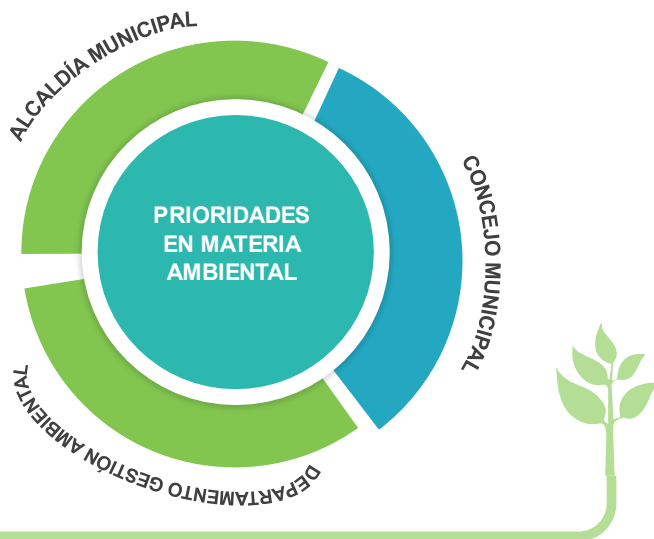 ALCALDÍA MUNICIPAL
CONCEJO MUNICIPAL
PRIORIDADES
EN MATERIA
AMBIENTAL
DEPARTAMENTO GESTIÓN AMBIENTAL